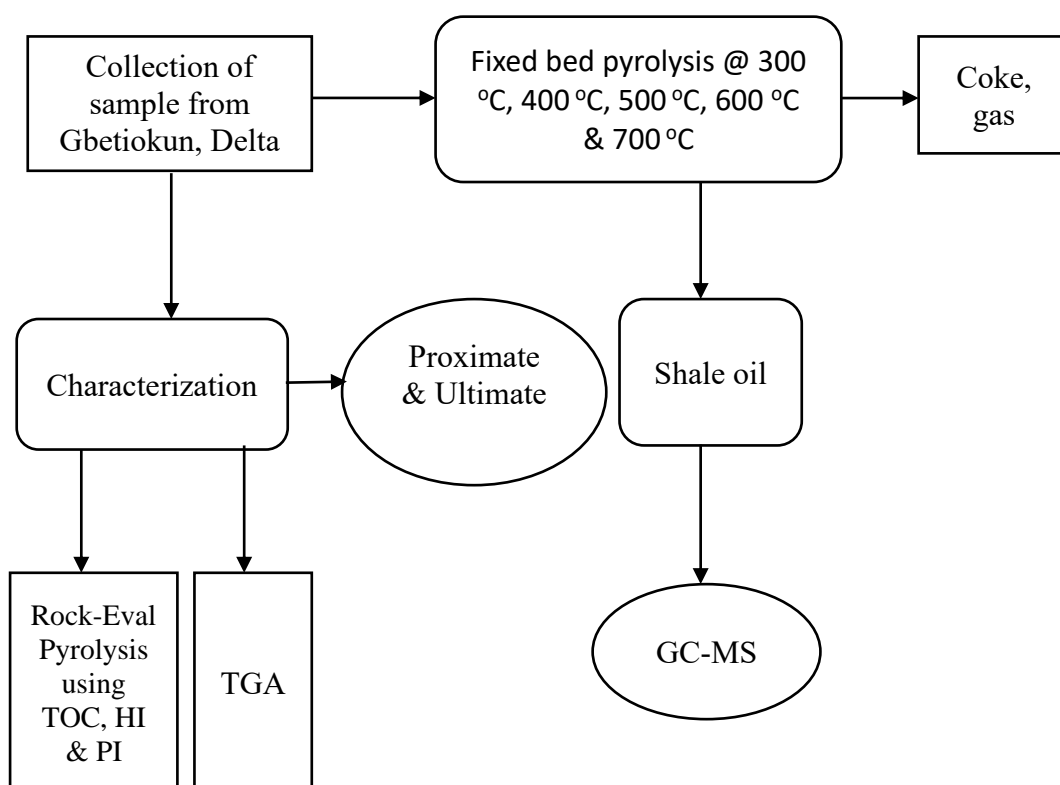 Collection of
sample from
Gbetiokun, Delta
Fixed bed pyrolysis @ 300
ºC, 400 ºC, 500 ºC, 600 ºC
& 700 ºC
Coke,
gas
Characterization
Proximate
& Ultimate
Shale oil
Rock-Eval
Pyrolysis
using
TOC, HI
& PI
TGA
GC-MS